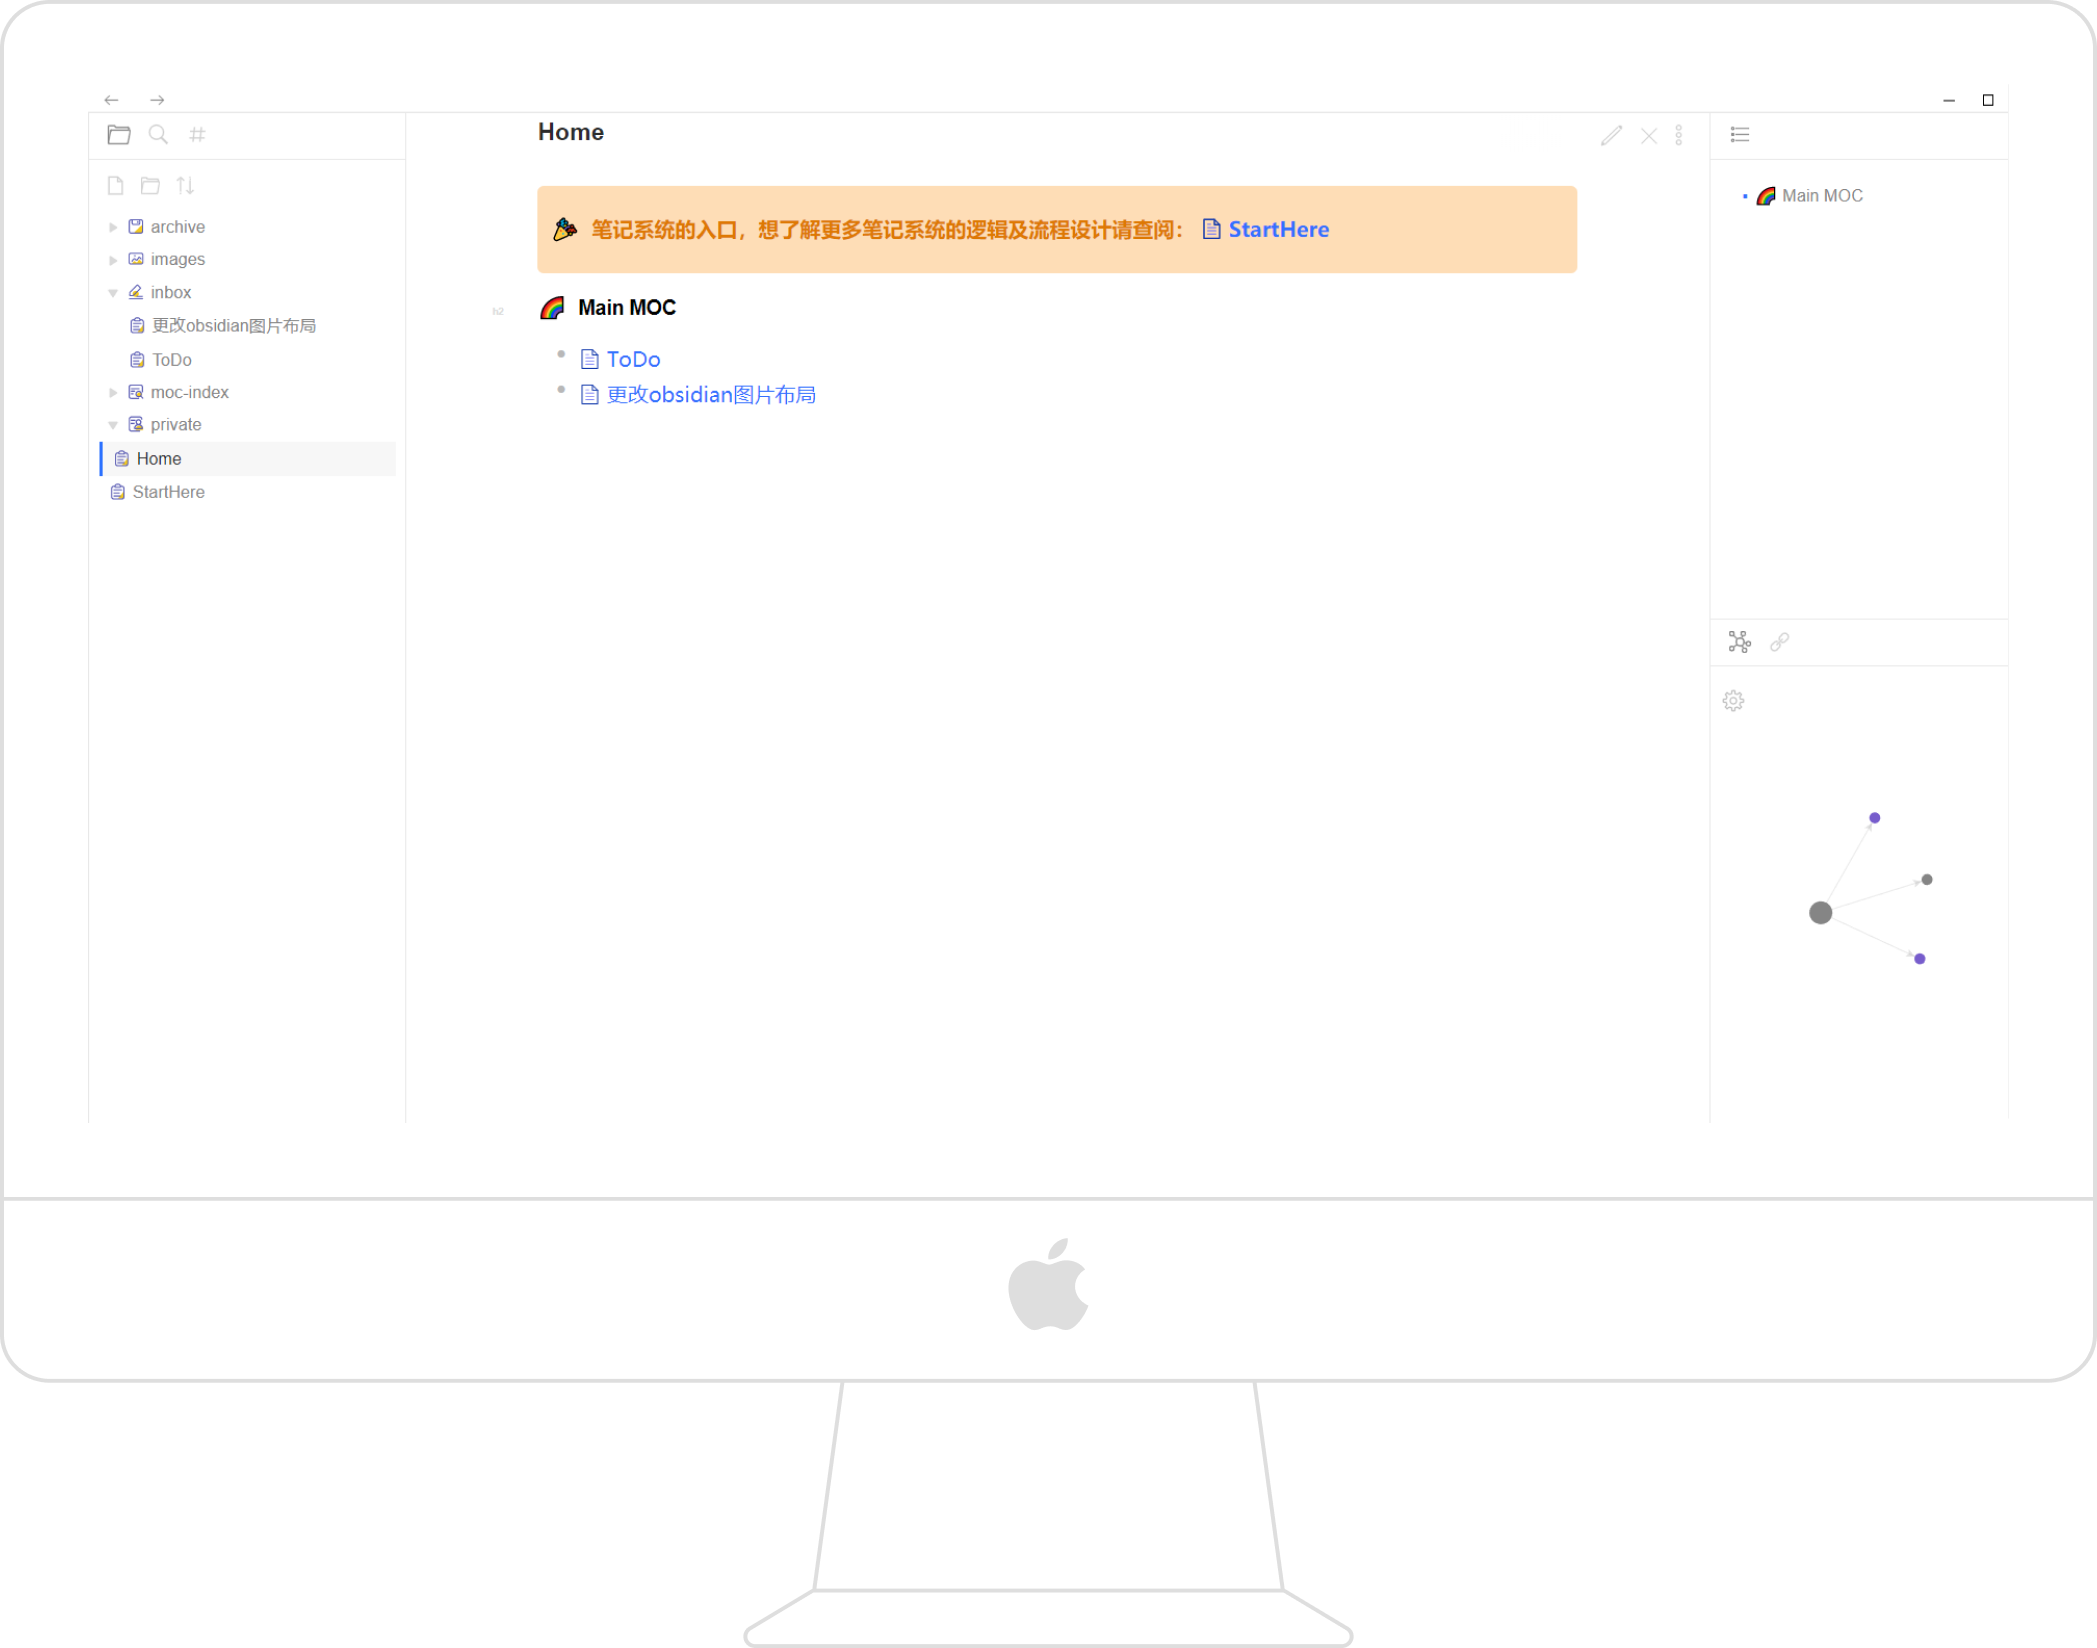 Home
archive
images
inbox
更改obsidian图片布局
ToDo
moc-index
private
Home
StartHere
笔记系统的入口，想了解更多笔记系统的逻辑及流程设计请查阅： StartHere
h2
Main MOC
ToDo
更改obsidian图片布局
Main MOC